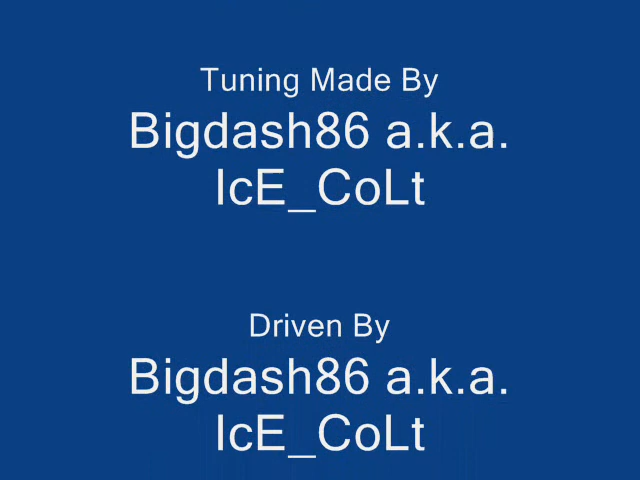 Tuning Made By
Bigdash86 a.k.a.
IcE_CoLt
Driven By
Bigdash86 a.k.a.
IcE_CoLt